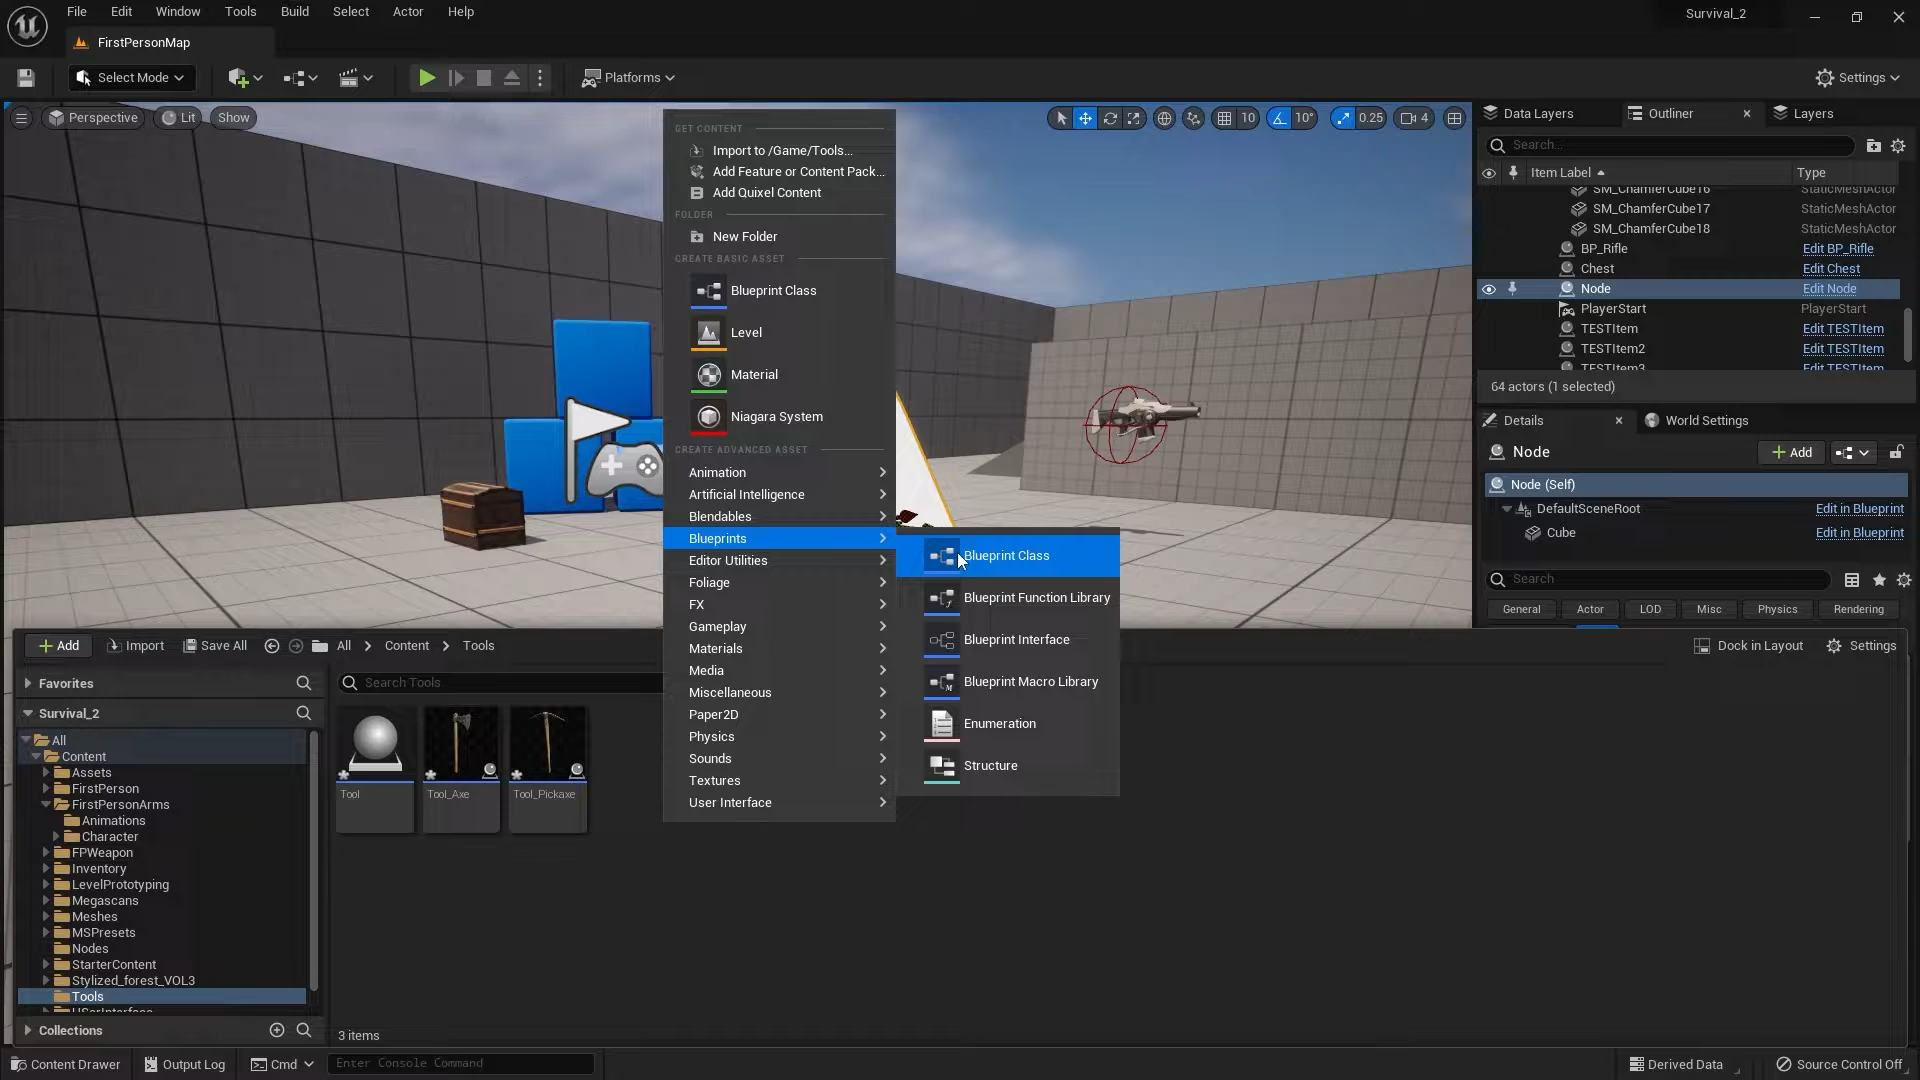 File Edit Window Tools Build Select Actor Help
Survival_2
FirstPersonMap
Select Mode
Platforms
Settings
Perspective
Lit
Show
10
10°
0.25
4
GET CONTENT
Import to /Game/Tools...
Add Feature or Content Pack...
Add Quixel Content
FOLDER
New Folder
CREATE BASIC ASSET
Blueprint Class
Level
Material
Niagara System
CREATE ADVANCED ASSET
Animation
Artificial Intelligence
Blendables
Blueprints
Editor Utilities
Foliage
FX
Gameplay
Materials
Media
Miscellaneous
Paper2D
Physics
Sounds
Textures
User Interface
Blueprint Class
Blueprint Function Library
Blueprint Interface
Blueprint Macro Library
Enumeration
Structure
Data Layers
Outliner
Layers
Search...
Item Label
Type
SM_ChamferCube16 StaticMeshActor
SM_ChamferCube17 StaticMeshActor
SM_ChamferCube18 StaticMeshActor
BP_Rifle Edit BP_Rifle
Chest Edit Chest
Node Edit Node
PlayerStart PlayerStart
TESTItem Edit TESTItem
TESTItem2 Edit TESTItem
TESTItem3 Edit TESTItem
64 actors (1 selected)
Details
World Settings
Node
Add
Node (Self)
DefaultSceneRoot Edit in Blueprint
Cube Edit in Blueprint
Search
General Actor LOD Misc Physics Rendering
Add
Import
Save All
All
Content
Tools
Dock in Layout
Settings
Favorites
Survival_2
All
Content
Assets
FirstPerson
FirstPersonArms
Animations
Character
FPWeapon
Inventory
LevelPrototyping
Megascans
Meshes
MSPresets
Nodes
StarterContent
Stylized_forest_VOL3
Tools
Collections
Search Tools
Tool
Tool_Axe
Tool_Pickaxe
3 items
Content Drawer
Output Log
Cmd
Enter Console Command
Derived Data
Source Control Off